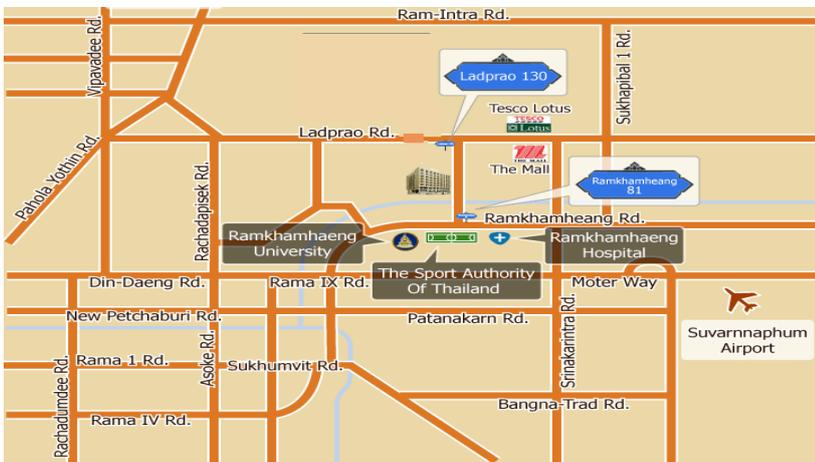 Ram-Intra Rd.
Vipavadee Rd.
Sukhapibal 1 Rd.
Ladprao 130
Tesco Lotus
TESCO
Lotus
Ladprao Rd.
The Mall
Pahola Yothin Rd.
Rachadapisek Rd.
Ramkhamheang
81
Ramkhamheang Rd.
Ramkhamhaeng
University
Ramkhamhaeng
Hospital
The Sport Authority
Of Thailand
Din-Daeng Rd.
Rama IX Rd.
Moter Way
New Petchaburi Rd.
Patanakarn Rd.
Suvarnnaphum
Airport
Rachadumdee Rd.
Rama 1 Rd.
Asoke Rd.
Sukhumvit Rd.
Srinakarintra Rd.
Bangna-Trad Rd.
Rama IV Rd.